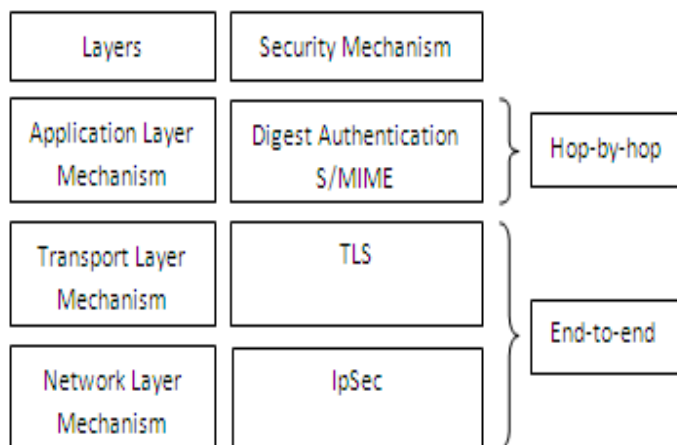 Layers
Security Mechanism
Application Layer
Mechanism
Digest Authentication
S/MIME
Hop-by-hop
Transport Layer
Mechanism
TLS
End-to-end
Network Layer
Mechanism
IpSec